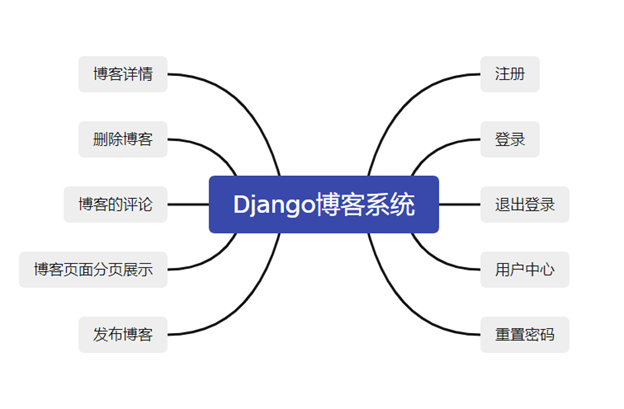 博客详情
注册
删除博客
登录
博客的评论
Django博客系统
退出登录
博客页面分页展示
用户中心
发布博客
重置密码